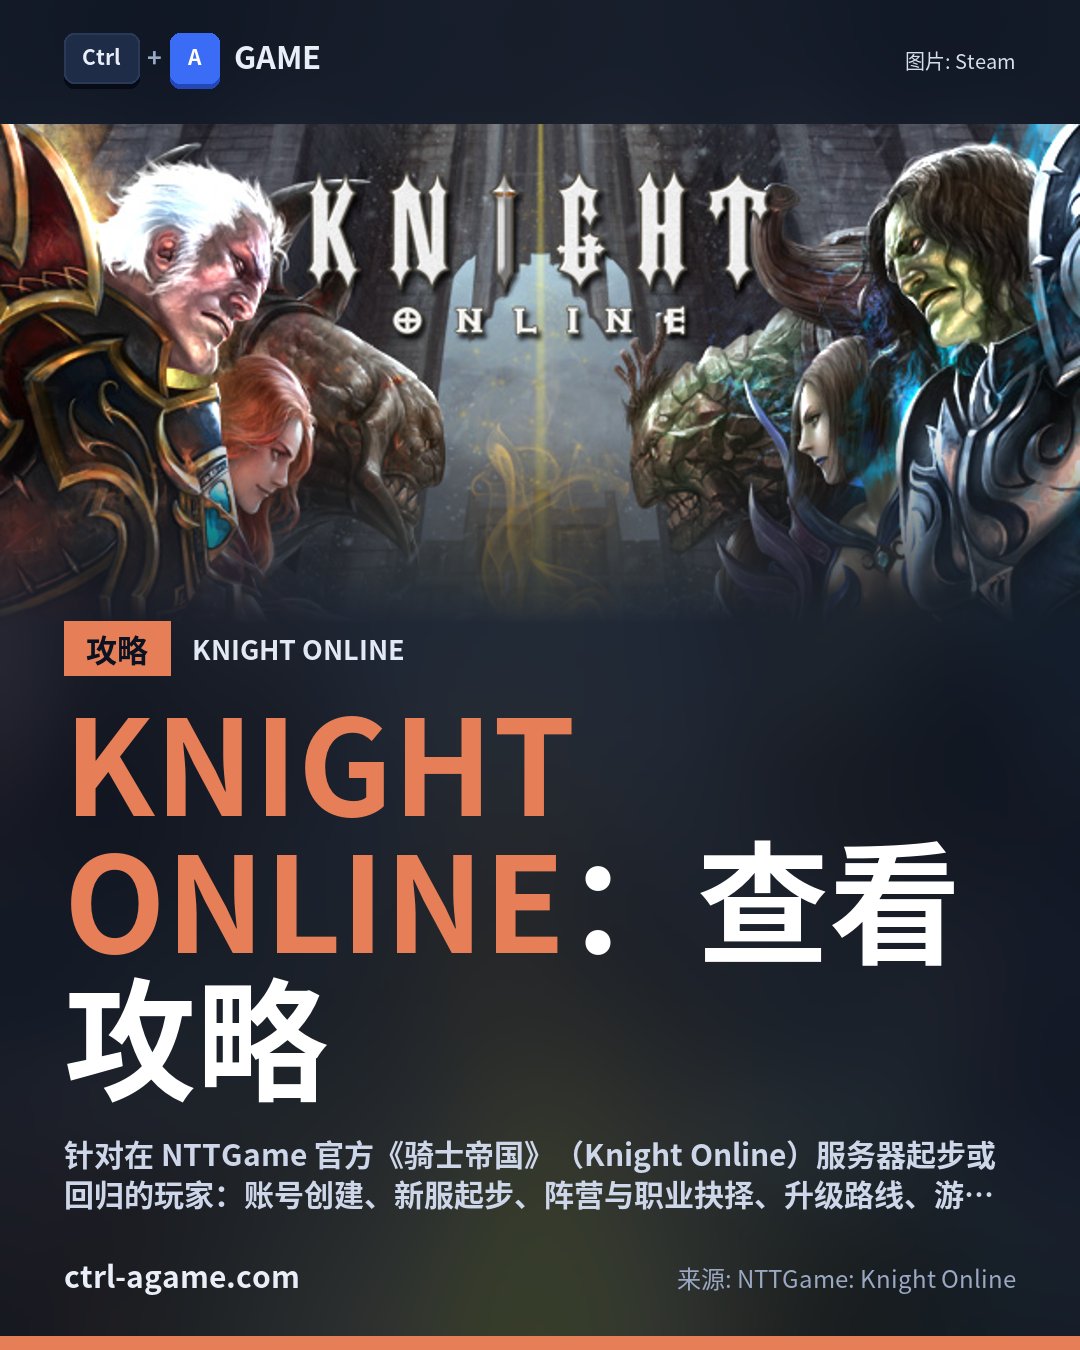 Ctrl + A GAME
图片: Steam
KNIGHT
ONLINE
攻略 KNIGHT ONLINE
KNIGHT
ONLINE：查看
攻略
针对在 NTTGame 官方《骑士帝国》（Knight Online）服务器起步或
回归的玩家：账号创建、新服起步、阵营与职业抉择、升级路线、游…
ctrl-agame.com
来源: NTTGame: Knight Online